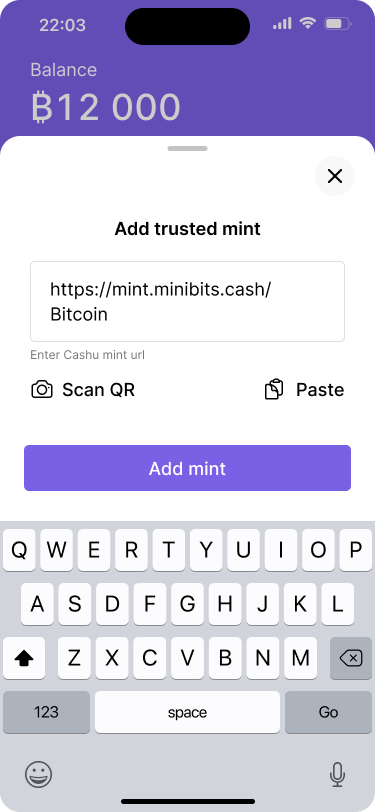 22:03
Balance
₿12 000
Add trusted mint
https://mint.minibits.cash/
Bitcoin
Enter Cashu mint url
Scan QR Paste
Add mint
Q W E R T Y U I O P
A S D F G H J K L
Z X C V B N M
123 space Go